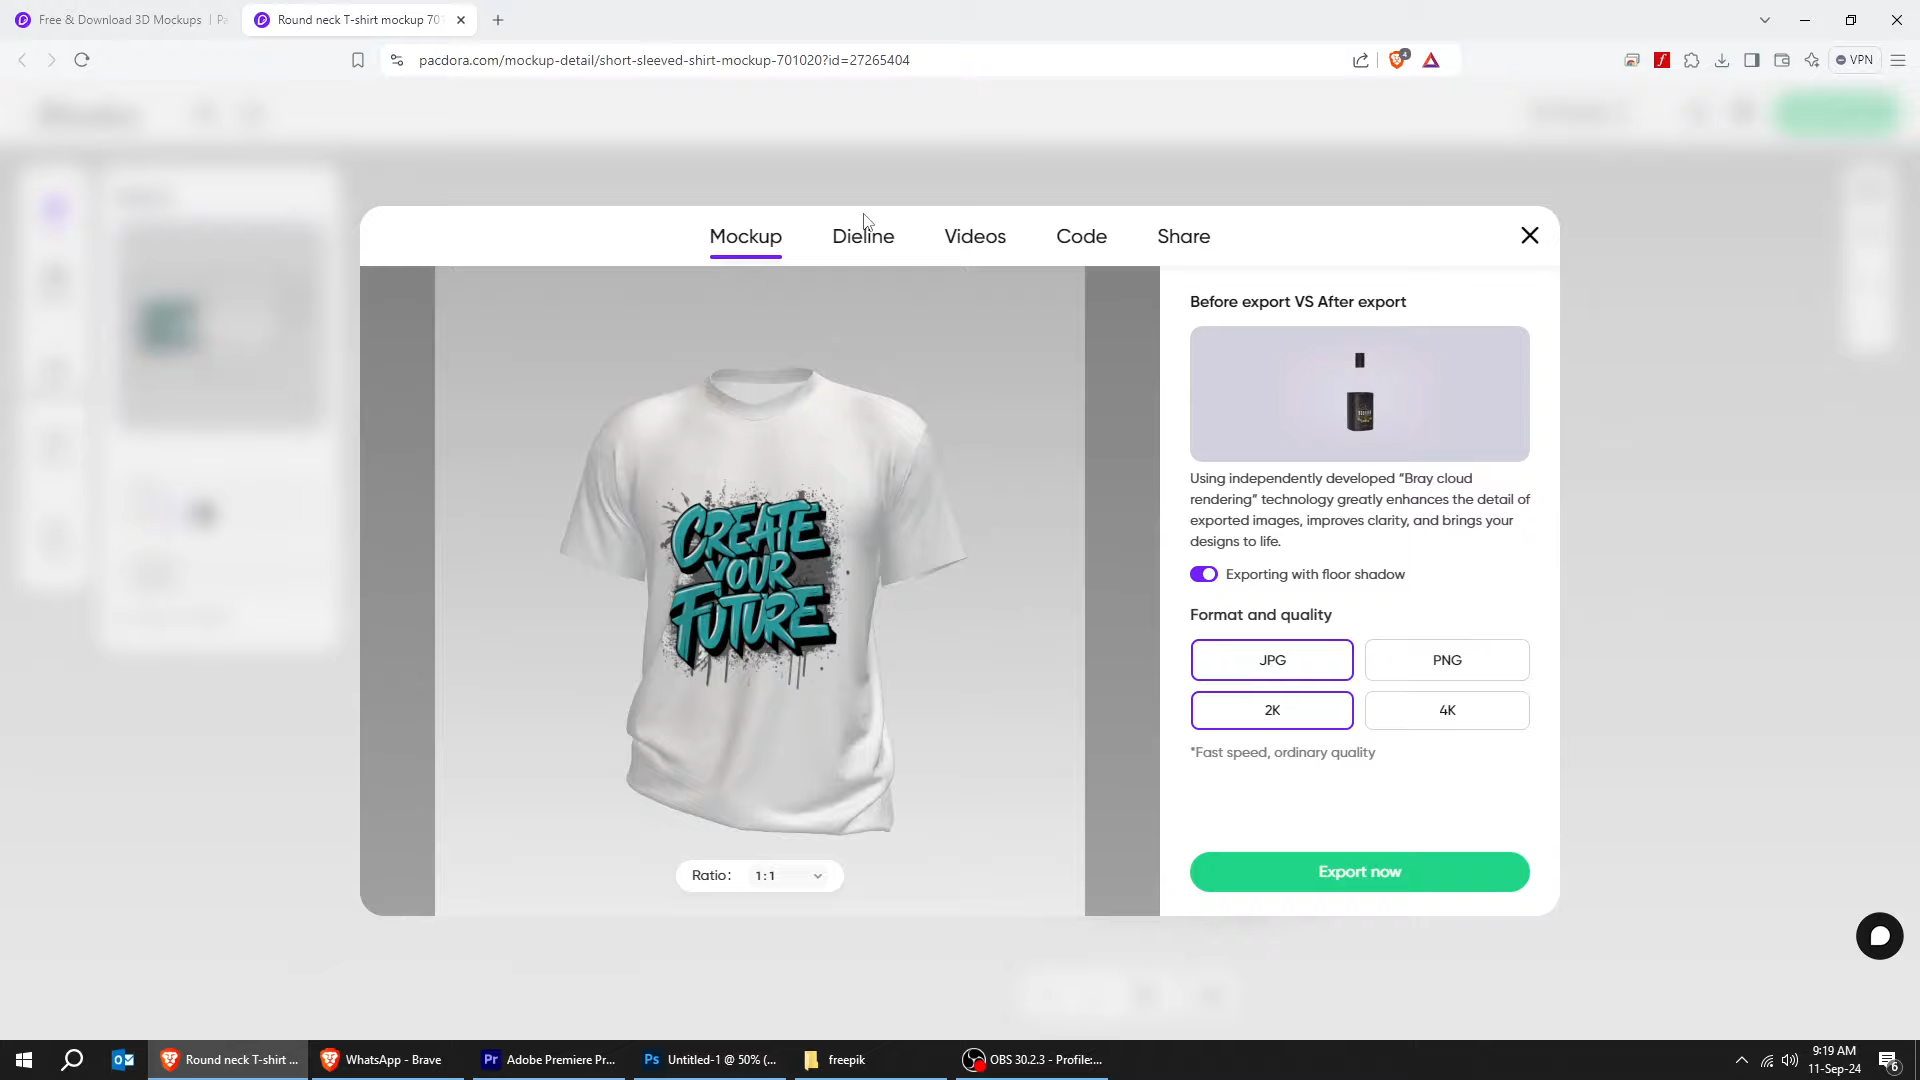 Free & Download 3D Mockups | Pa
Round neck T-shirt mockup 701
pacdora.com/mockup-detail/short-sleeved-shirt-mockup-701020?id=27265404
4
VPN
Mockup
Dieline
Videos
Code
Share
Before export VS After export
Using independently developed “Bray cloud
rendering” technology greatly enhances the detail of
exported images, improves clarity, and brings your
designs to life.
Exporting with floor shadow
Format and quality
JPG
PNG
2K
4K
*Fast speed, ordinary quality
Export now
CREATE
YOUR
FUTURE
Ratio:
1:1
Round neck T-shirt ...
WhatsApp - Brave
Pr
Adobe Premiere Pr...
Ps
Untitled-1 @ 50% (...
freepik
OBS 30.2.3 - Profile:...
9:19 AM
11-Sep-24
6